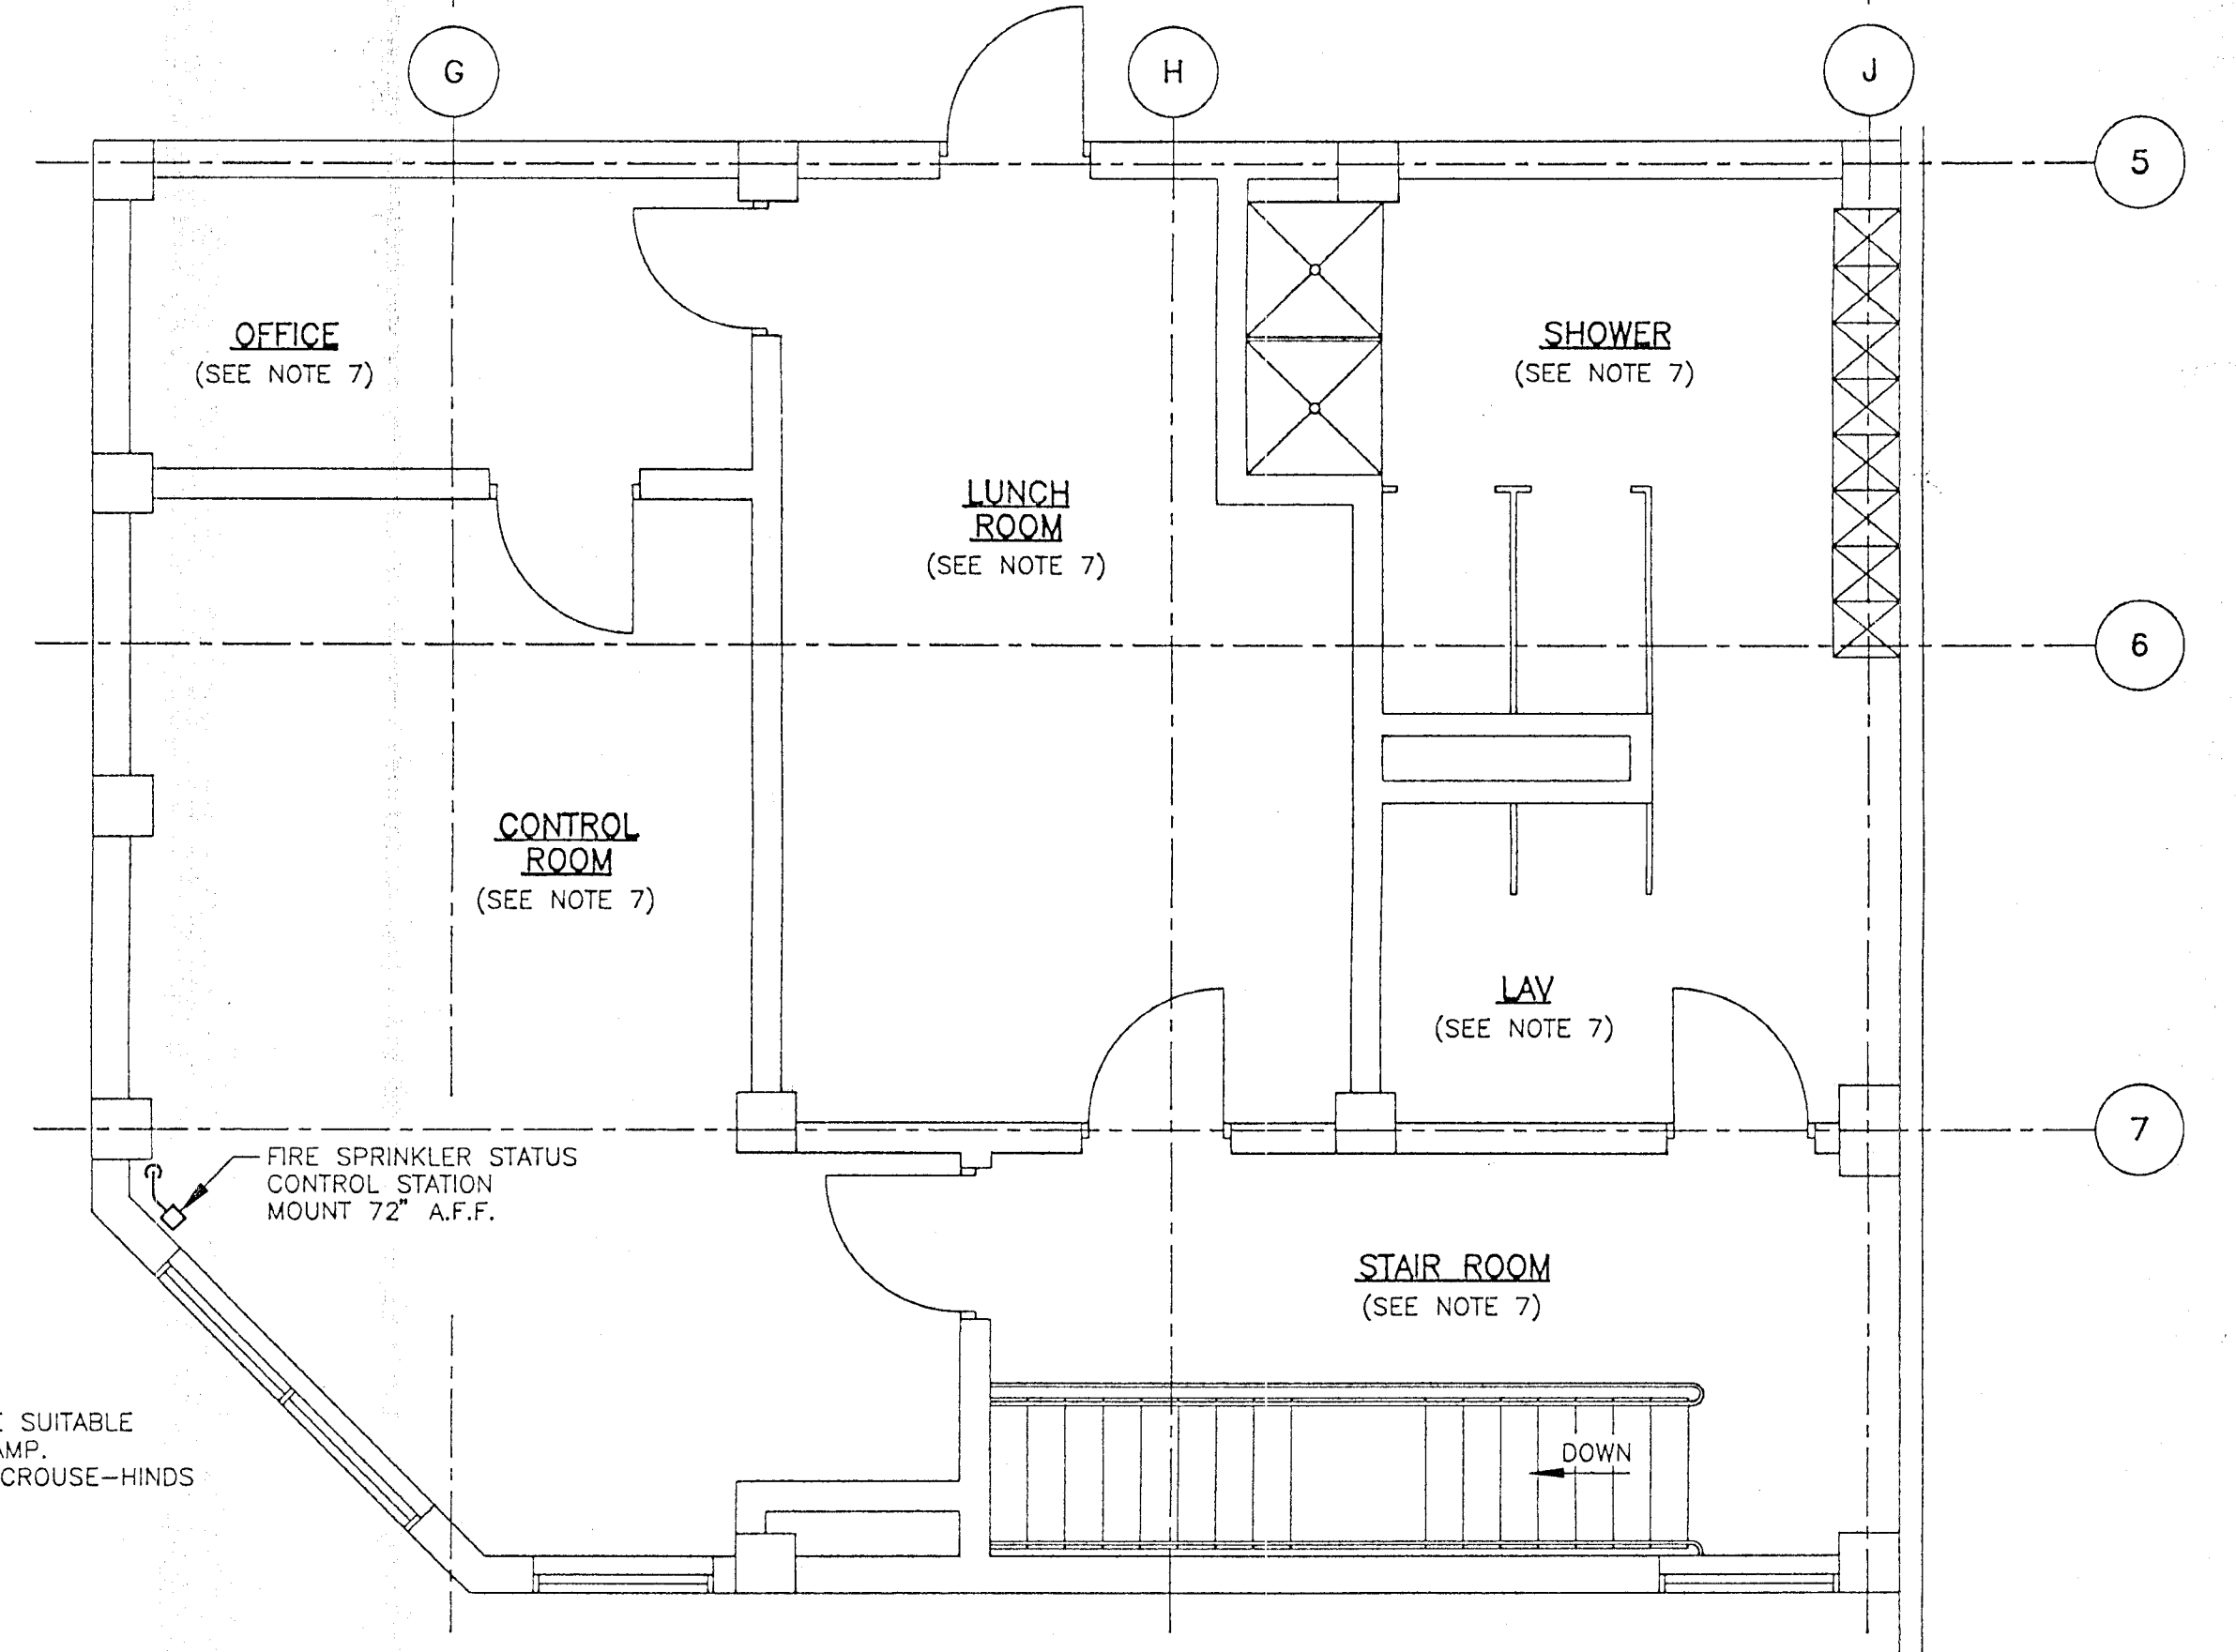 G
H
J
5
OFFICE
(SEE NOTE 7)
SHOWER
(SEE NOTE 7)
LUNCH
ROOM
(SEE NOTE 7)
6
CONTROL
ROOM
(SEE NOTE 7)
LAV
(SEE NOTE 7)
7
FIRE SPRINKLER STATUS
CONTROL STATION
MOUNT 72" A.F.F.
STAIR ROOM
(SEE NOTE 7)
DOWN
SUITABLE
AMP.
CROUSE-HINDS